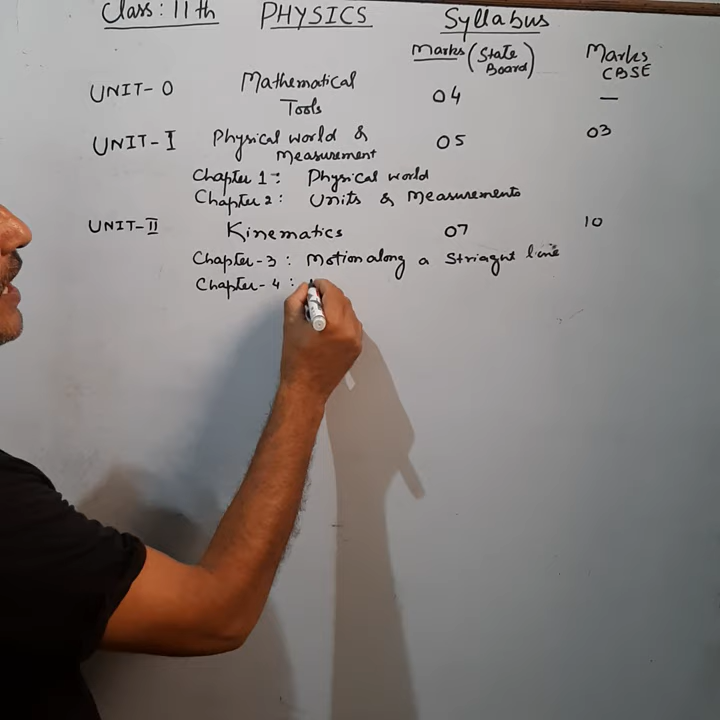 Class: 11th PHYSICS Syllabus
Marks (State Board) Marks CBSE
UNIT-0 Mathematical Tools 04 —
UNIT-I Physical world & Measurement 05 03
Chapter 1: Physical world
Chapter 2: Units & Measurements
UNIT-II Kinematics 07 10
Chapter-3: Motion along a Striaght line
Chapter-4: